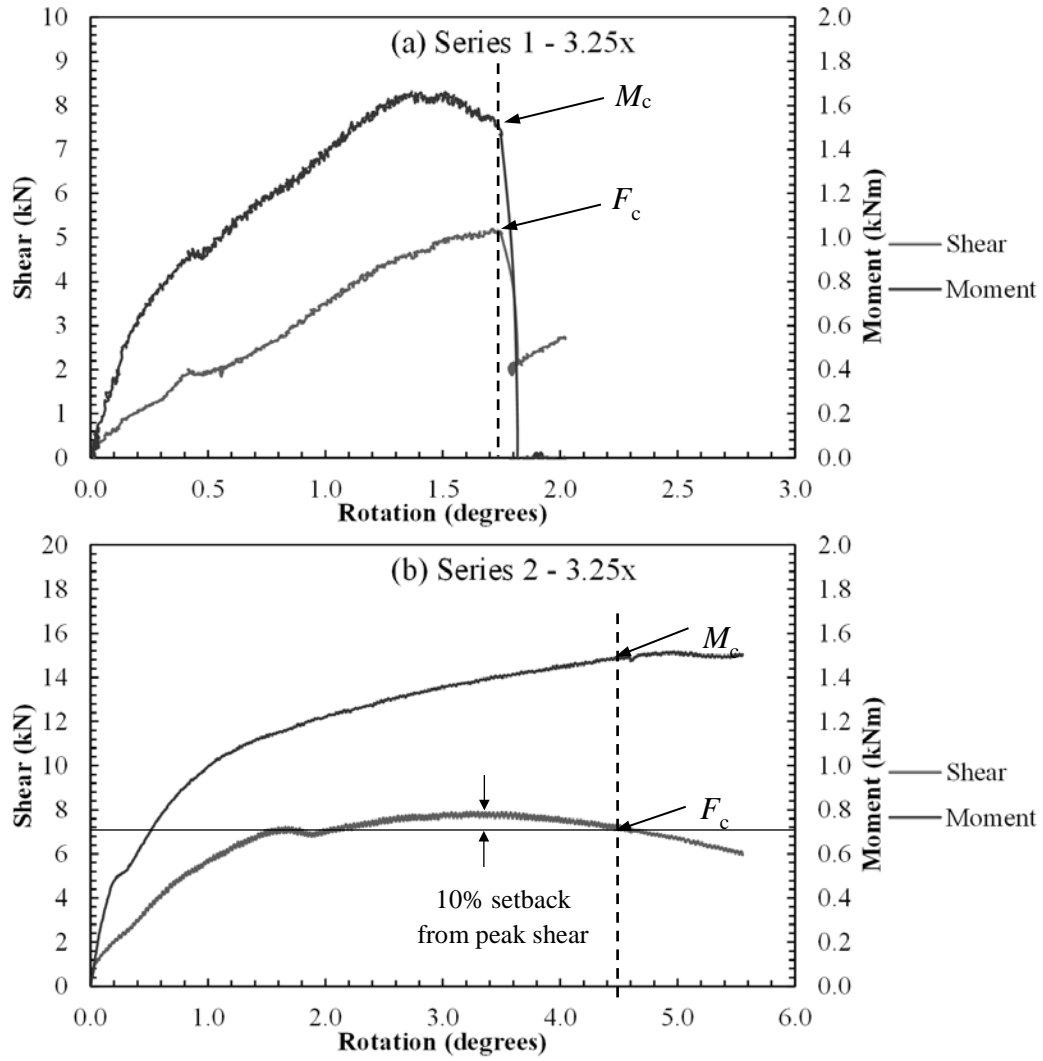 (a) Series 1 - 3.25x
10
9
8
7
6
5
4
3
2
1
0
Shear (kN)
2.0
1.8
1.6
1.4
1.2
1.0
0.8
0.6
0.4
0.2
0.0
Moment (kNm)
Mc
Fc
Shear
Moment
0.0 0.5 1.0 1.5 2.0 2.5 3.0
Rotation (degrees)
(b) Series 2 - 3.25x
20
18
16
14
12
10
8
6
4
2
0
Shear (kN)
2.0
1.8
1.6
1.4
1.2
1.0
0.8
0.6
0.4
0.2
0.0
Moment (kNm)
Mc
Fc
Shear
Moment
10% setback
from peak shear
0.0 1.0 2.0 3.0 4.0 5.0 6.0
Rotation (degrees)